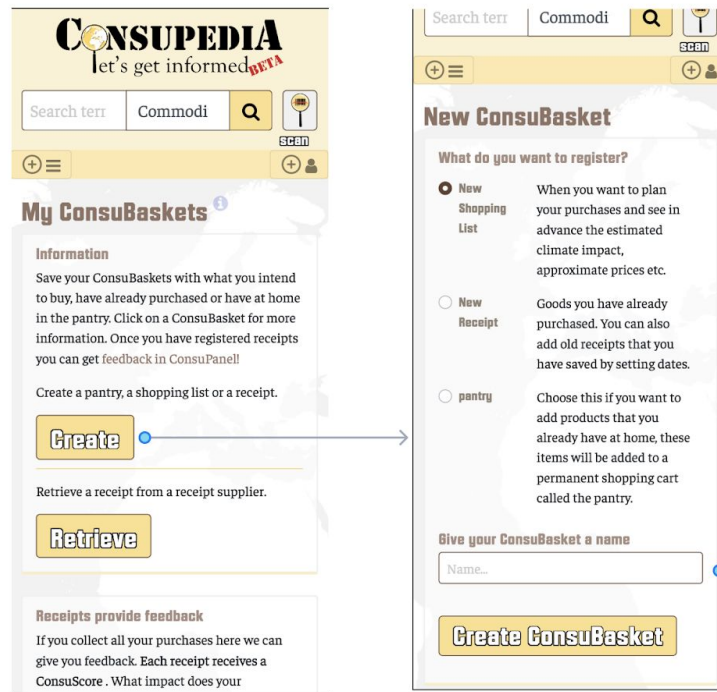 CONSUPEDIA
let's get informed BETA
Search terr
Commodi
scan
My ConsuBaskets
Information
Save your ConsuBaskets with what you intend
to buy, have already purchased or have at home
in the pantry. Click on a ConsuBasket for more
information. Once you have registered receipts
you can get feedback in ConsuPanel!
Create a pantry, a shopping list or a receipt.
Create
Retrieve a receipt from a receipt supplier.
Retrieve
Receipts provide feedback
If you collect all your purchases here we can
give you feedback. Each receipt receives a
ConsuScore . What impact does your
Search terr
Commodi
scan
New ConsuBasket
What do you want to register?
New
Shopping
List
When you want to plan
your purchases and see in
advance the estimated
climate impact,
approximate prices etc.
New
Receipt
Goods you have already
purchased. You can also
add old receipts that you
have saved by setting dates.
pantry
Choose this if you want to
add products that you
already have at home, these
items will be added to a
permanent shopping cart
called the pantry.
Give your ConsuBasket a name
Name...
Create ConsuBasket